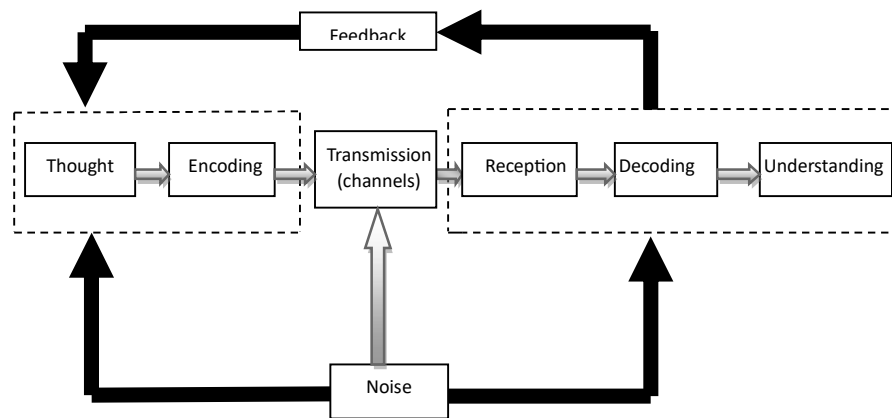 Feedback
Thought
Encoding
Transmission
(channels)
Reception
Decoding
Understanding
Noise